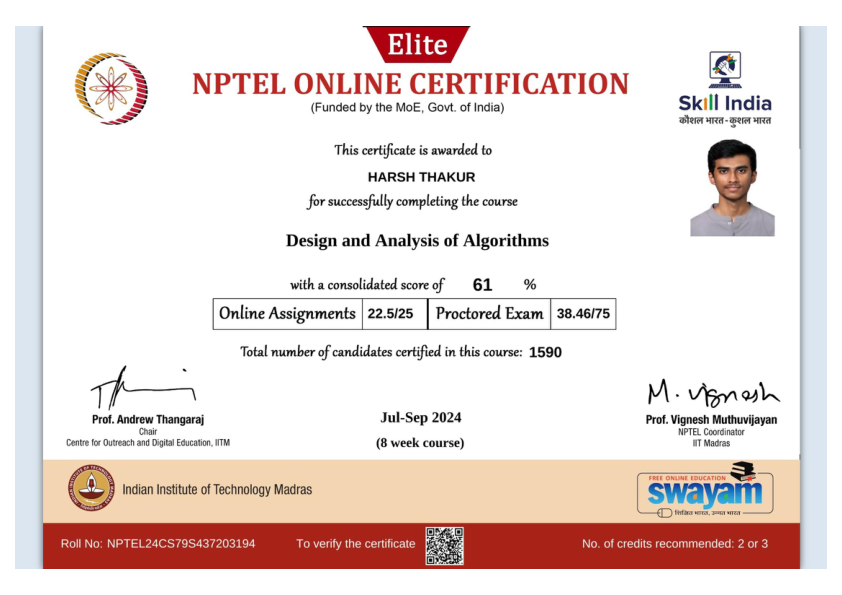 Elite
NPTEL ONLINE CERTIFICATION
(Funded by the MoE, Govt. of India)
Skill India
कौशल भारत - कुशल भारत
This certificate is awarded to
HARSH THAKUR
for successfully completing the course
Design and Analysis of Algorithms
with a consolidated score of 61 %
Online Assignments 22.5/25 Proctored Exam 38.46/75
Total number of candidates certified in this course: 1590
Prof. Andrew Thangaraj
Chair
Centre for Outreach and Digital Education, IITM
Jul-Sep 2024
(8 week course)
M. Vignesh
Prof. Vignesh Muthuvijayan
NPTEL Coordinator
IIT Madras
Indian Institute of Technology Madras
FREE ONLINE EDUCATION
swayam
शिक्षित भारत, उन्नत भारत
Roll No: NPTEL24CS79S437203194
To verify the certificate
No. of credits recommended: 2 or 3